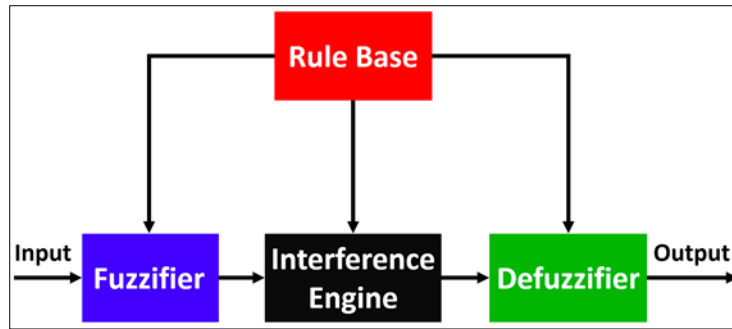 Rule Base
Input
Fuzzifier
Interference
Engine
Defuzzifier
Output